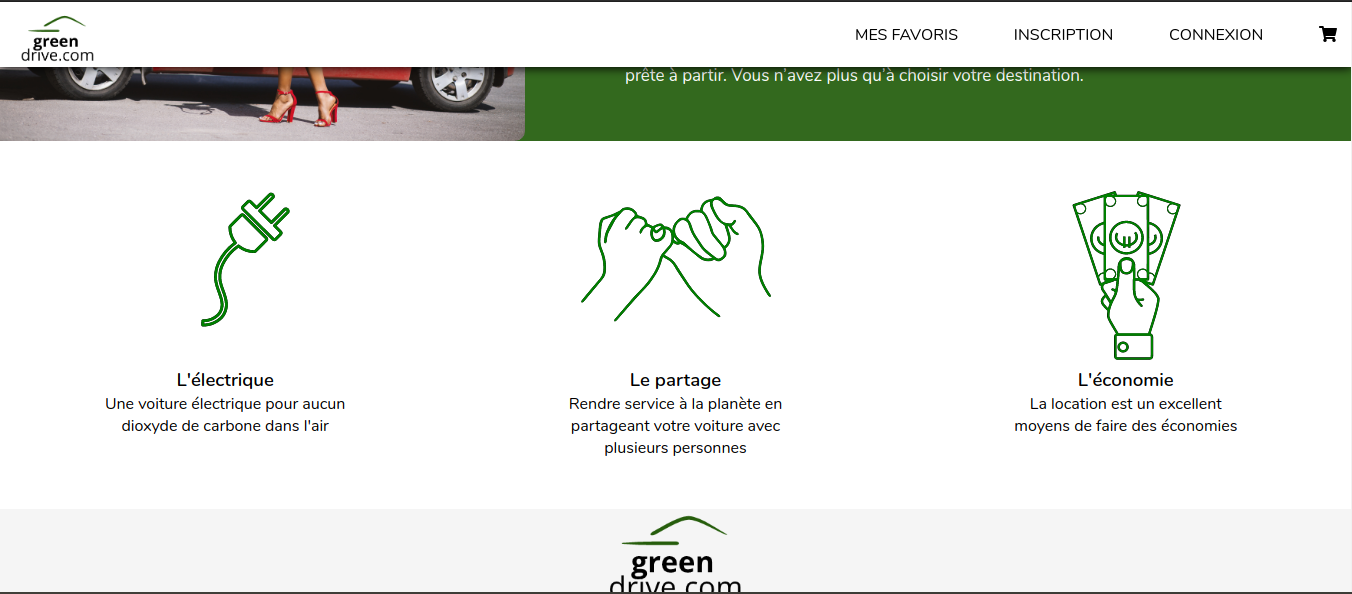 green
drive.com
MES FAVORIS
INSCRIPTION
CONNEXION
prête à partir. Vous n'avez plus qu'à choisir votre destination.
L'électrique
Une voiture électrique pour aucun
dioxyde de carbone dans l'air
Le partage
Rendre service à la planète en
partageant votre voiture avec
plusieurs personnes
L'économie
La location est un excellent
moyens de faire des économies
green
drive.com